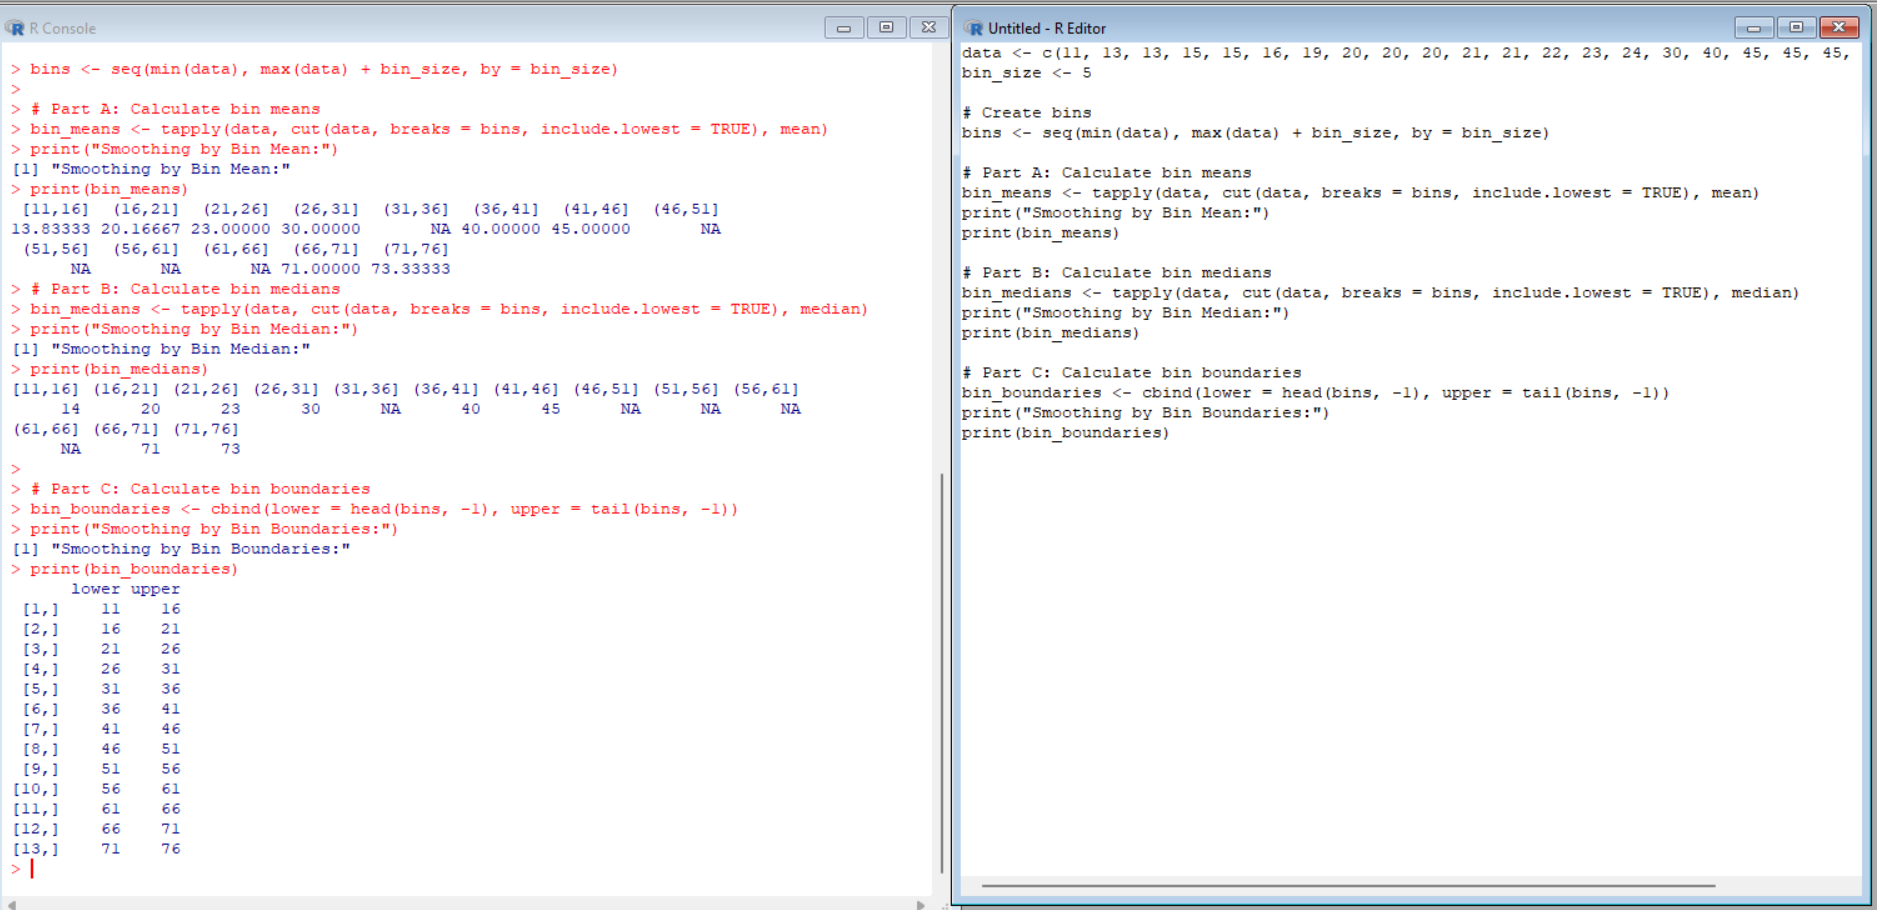 R Console
> bins <- seq(min(data), max(data) + bin_size, by = bin_size)
>
> # Part A: Calculate bin means
> bin_means <- tapply(data, cut(data, breaks = bins, include.lowest = TRUE), mean)
> print("Smoothing by Bin Mean:")
[1] "Smoothing by Bin Mean:"
> print(bin_means)
 [11,16]  (16,21]  (21,26]  (26,31]  (31,36]  (36,41]  (41,46]  (46,51]
13.83333 20.16667 23.00000 30.00000       NA 40.00000 45.00000       NA
 (51,56]  (56,61]  (61,66]  (66,71]  (71,76]
      NA       NA       NA 71.00000 73.33333
> # Part B: Calculate bin medians
> bin_medians <- tapply(data, cut(data, breaks = bins, include.lowest = TRUE), median)
> print("Smoothing by Bin Median:")
[1] "Smoothing by Bin Median:"
> print(bin_medians)
[11,16] (16,21] (21,26] (26,31] (31,36] (36,41] (41,46] (46,51] (51,56] (56,61]
     14      20      23      30      NA      40      45      NA      NA      NA
(61,66] (66,71] (71,76]
     NA      71      73
>
> # Part C: Calculate bin boundaries
> bin_boundaries <- cbind(lower = head(bins, -1), upper = tail(bins, -1))
> print("Smoothing by Bin Boundaries:")
[1] "Smoothing by Bin Boundaries:"
> print(bin_boundaries)
      lower upper
 [1,]    11    16
 [2,]    16    21
 [3,]    21    26
 [4,]    26    31
 [5,]    31    36
 [6,]    36    41
 [7,]    41    46
 [8,]    46    51
 [9,]    51    56
[10,]    56    61
[11,]    61    66
[12,]    66    71
[13,]    71    76
>
Untitled - R Editor
data <- c(11, 13, 13, 15, 15, 16, 19, 20, 20, 20, 21, 21, 22, 23, 24, 30, 40, 45, 45, 45,
bin_size <- 5
# Create bins
bins <- seq(min(data), max(data) + bin_size, by = bin_size)
# Part A: Calculate bin means
bin_means <- tapply(data, cut(data, breaks = bins, include.lowest = TRUE), mean)
print("Smoothing by Bin Mean:")
print(bin_means)
# Part B: Calculate bin medians
bin_medians <- tapply(data, cut(data, breaks = bins, include.lowest = TRUE), median)
print("Smoothing by Bin Median:")
print(bin_medians)
# Part C: Calculate bin boundaries
bin_boundaries <- cbind(lower = head(bins, -1), upper = tail(bins, -1))
print("Smoothing by Bin Boundaries:")
print(bin_boundaries)